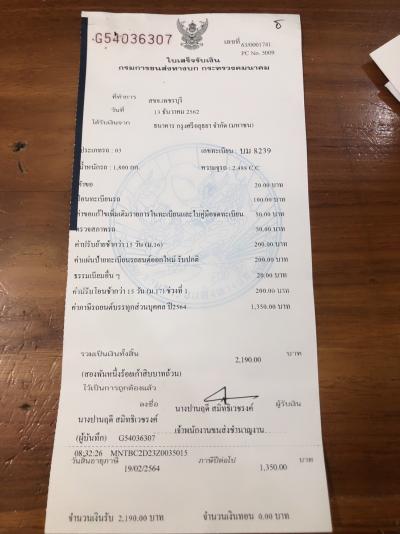 G54036307
เลขที่ 63/0001781
PC No. 5009
ใบเสร็จรับเงิน
กรมการขนส่งทางบก กระทรวงคมนาคม
ที่ทำการ สขจ.เพชรบุรี
วันที่ 13 ธันวาคม 2562
ได้รับเงินจาก ธนาคาร กรุงศรีอยุธยา จำกัด (มหาชน)
ประเภทรถ : 03 เลขทะเบียน : บม 8239
น้ำหนักรถ : 1,800 กก. ความจุรถ : 2,488 C.C
คำขอ 20.00 บาท
โอนทะเบียนรถ 100.00 บาท
ค่าขอแก้ไขเพิ่มเติมรายการในทะเบียนและใบคู่มือจดทะเบียน 50.00 บาท
ตรวจสภาพรถ 50.00 บาท
ค่าปรับย้ายช้ากว่า 15 วัน (ม.16) 200.00 บาท
ค่าแผ่นป้ายทะเบียนรถยนต์ออกใหม่ รับปกติ 200.00 บาท
ธรรมเนียมอื่น ๆ 20.00 บาท
ค่าปรับโอนช้ากว่า 15 วัน (ม.17) ช่วงที่ 1 200.00 บาท
ค่าภาษีรถยนต์บรรทุกส่วนบุคคล ปี2564 1,350.00 บาท
รวมเป็นเงินทั้งสิ้น 2,190.00 บาท
(สองพันหนึ่งร้อยเก้าสิบบาทถ้วน)
ไว้เป็นการถูกต้องแล้ว
ลงชื่อ ผู้รับเงิน
นางปานฤดี สมิทธิเวชรงค์
นางปานฤดี สมิทธิเวชรงค์
เจ้าพนักงานขนส่งชำนาญงาน
(ผู้บันทึก) G54036307
08:32:26 MNTBC2D23Z0035015
วันสิ้นอายุภาษี ภาษีปีต่อไป 1,350.00 บาท
19/02/2564
จำนวนเงินรับ 2,190.00 บาท จำนวนเงินทอน 0.00 บาท